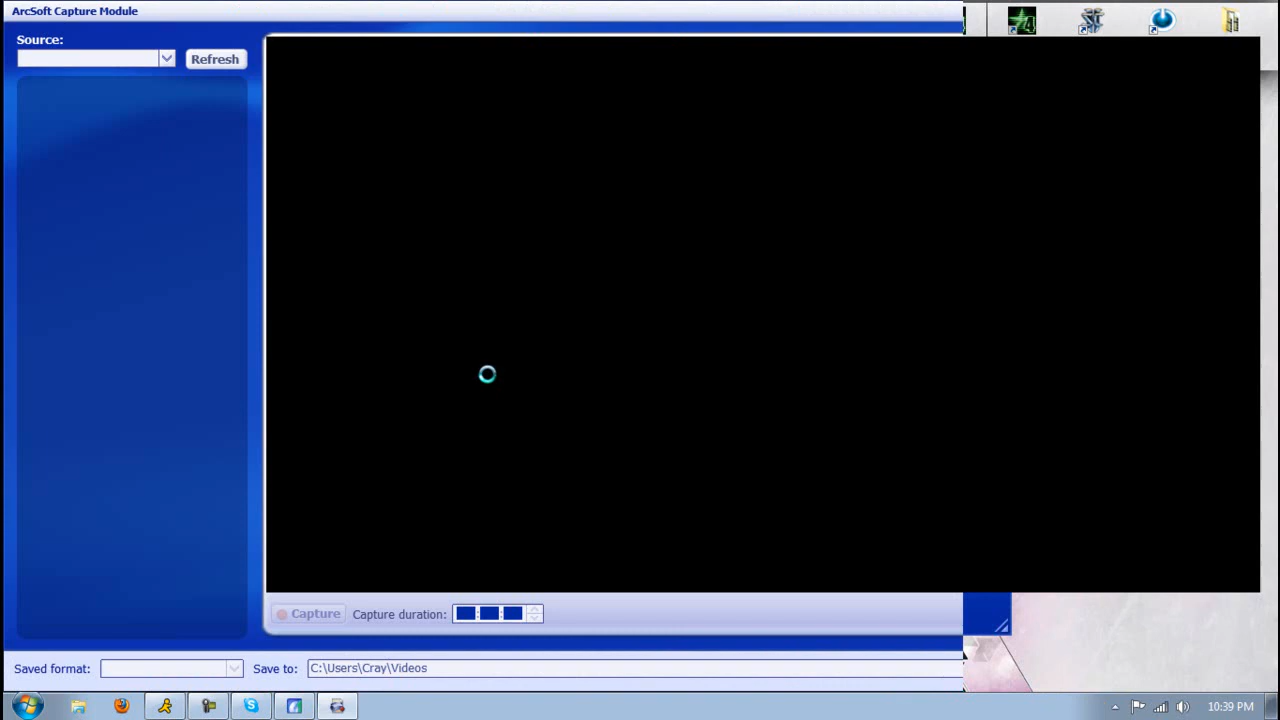 ArcSoft Capture Module
Source:
Refresh
Capture
Capture duration:
Saved format:
Save to:
C:\Users\Cray\Videos
10:39 PM